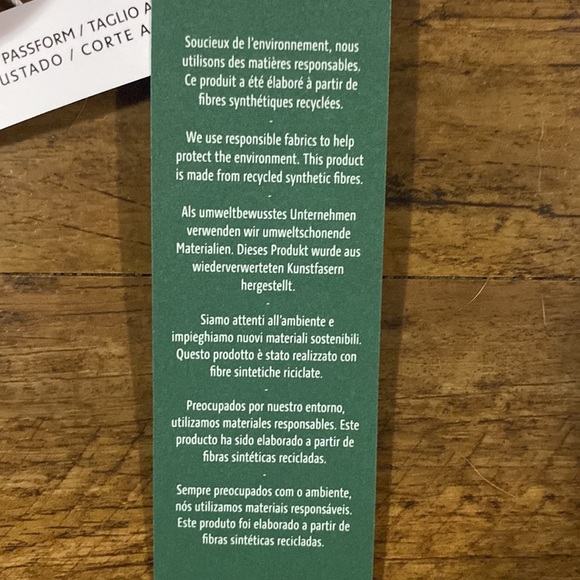 PASSFORM / TAGLIO A
USTADO / CORTE A
Soucieux de l'environnement, nous
utilisons des matières responsables.
Ce produit a été élaboré à partir de
fibres synthétiques recyclées.
-
We use responsible fabrics to help
protect the environment. This product
is made from recycled synthetic fibres.
-
Als umweltbewusstes Unternehmen
verwenden wir umweltschonende
Materialien. Dieses Produkt wurde aus
wiederverwerteten Kunstfasern
hergestellt.
-
Siamo attenti all'ambiente e
impieghiamo nuovi materiali sostenibili.
Questo prodotto è stato realizzato con
fibre sintetiche riciclate.
-
Preocupados por nuestro entorno,
utilizamos materiales responsables. Este
producto ha sido elaborado a partir de
fibras sintéticas recicladas.
-
Sempre preocupados com o ambiente,
nós utilizamos materiais responsáveis.
Este produto foi elaborado a partir de
fibras sintéticas recicladas.